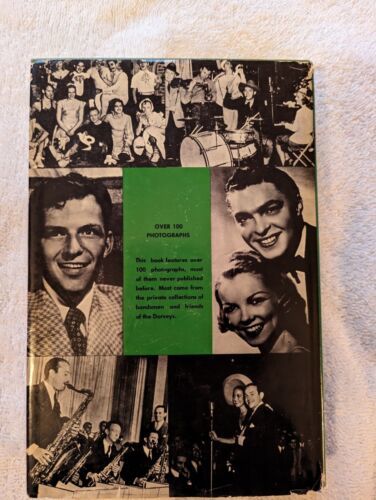 OVER 100
PHOTOGRAPHS
This book features over
100 photographs, most
of them never published
before. Most came from
the private collections of
bandsmen and friends
of the Dorseys.